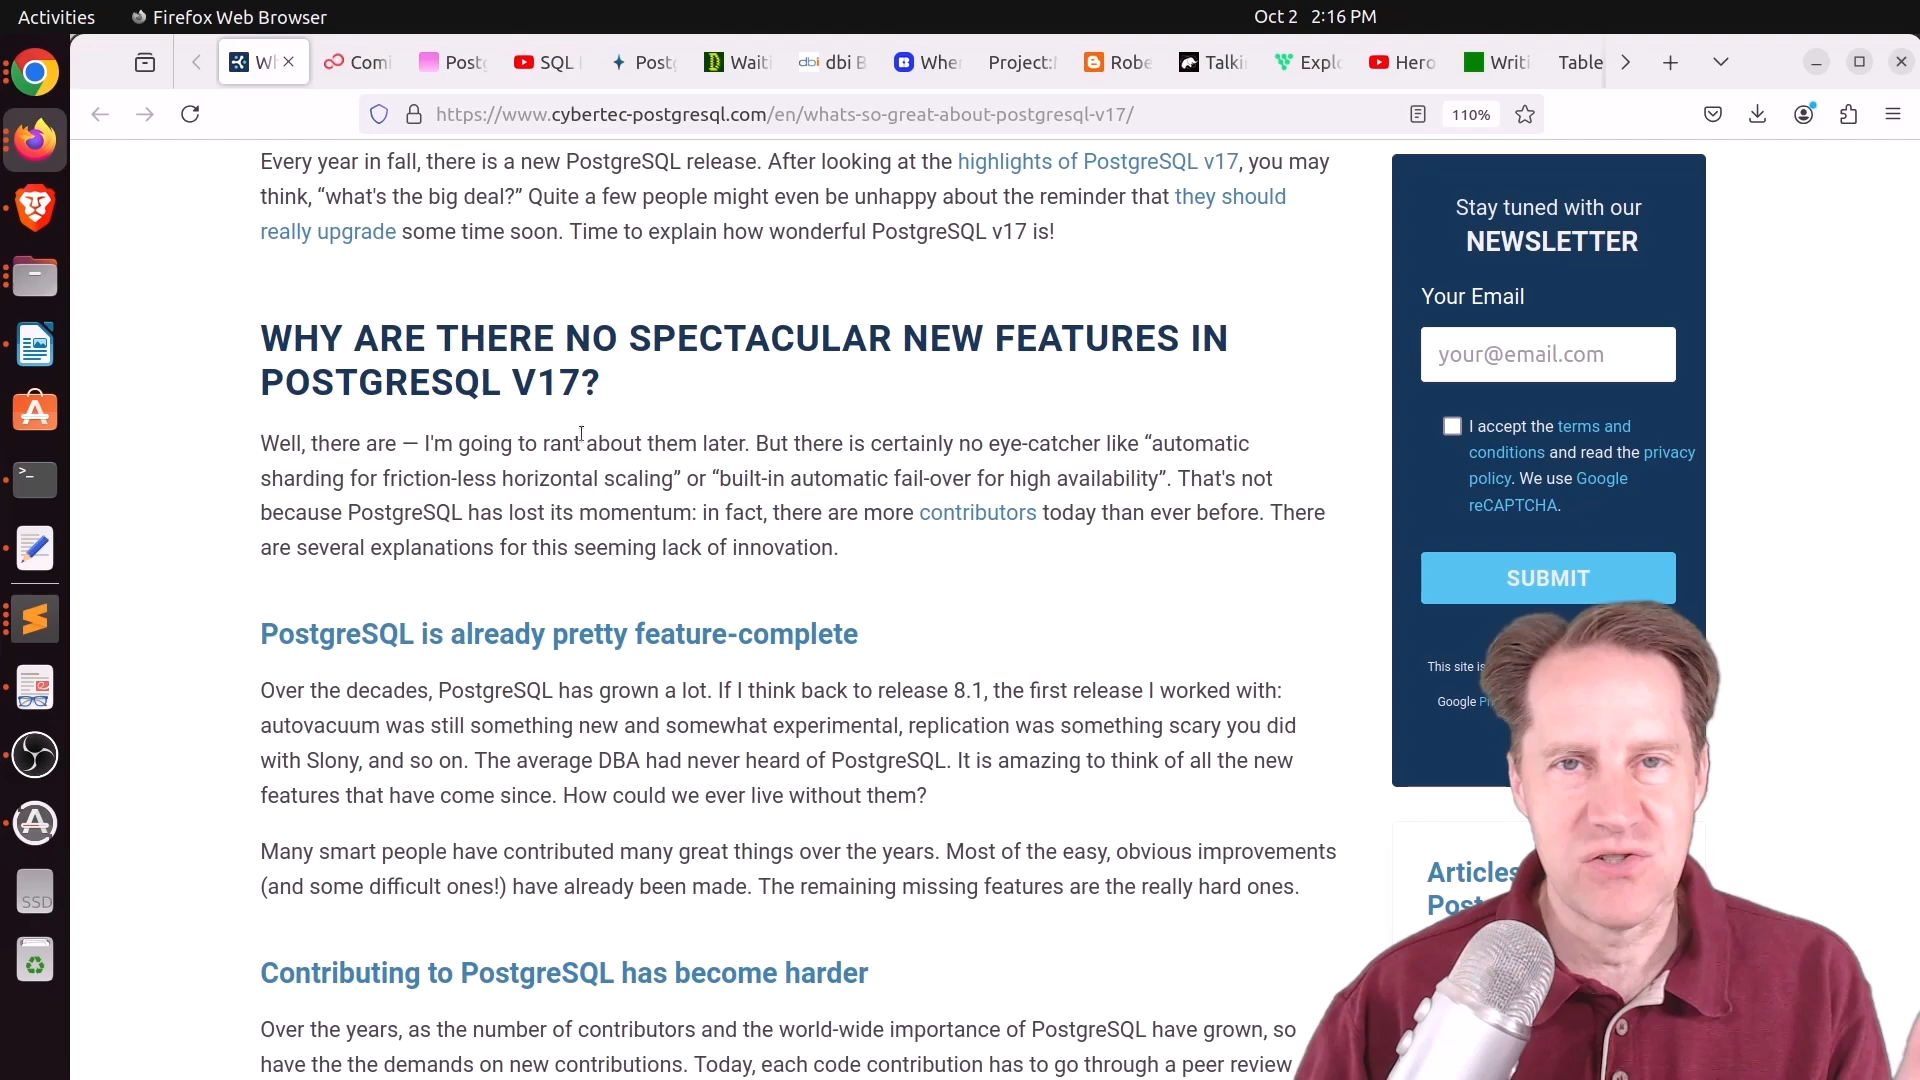 Activities
Firefox Web Browser
Oct 2 2:16 PM
Wh
Comi
Postg
SQL
Postg
Waiti
dbi
dbi B
Wher
Project:
Robe
Talki
Explo
Hero
Writi
Table
https://www.cybertec-postgresql.com/en/whats-so-great-about-postgresql-v17/
110%
Every year in fall, there is a new PostgreSQL release. After looking at the highlights of PostgreSQL v17, you may
think, “what's the big deal?” Quite a few people might even be unhappy about the reminder that they should
really upgrade some time soon. Time to explain how wonderful PostgreSQL v17 is!
WHY ARE THERE NO SPECTACULAR NEW FEATURES IN
POSTGRESQL V17?
Well, there are — I'm going to rant about them later. But there is certainly no eye-catcher like “automatic
sharding for friction-less horizontal scaling” or “built-in automatic fail-over for high availability”. That's not
because PostgreSQL has lost its momentum: in fact, there are more contributors today than ever before. There
are several explanations for this seeming lack of innovation.
PostgreSQL is already pretty feature-complete
Over the decades, PostgreSQL has grown a lot. If I think back to release 8.1, the first release I worked with:
autovacuum was still something new and somewhat experimental, replication was something scary you did
with Slony, and so on. The average DBA had never heard of PostgreSQL. It is amazing to think of all the new
features that have come since. How could we ever live without them?
Many smart people have contributed many great things over the years. Most of the easy, obvious improvements
(and some difficult ones!) have already been made. The remaining missing features are the really hard ones.
Contributing to PostgreSQL has become harder
Over the years, as the number of contributors and the world-wide importance of PostgreSQL have grown, so
have the the demands on new contributions. Today, each code contribution has to go through a peer review
Stay tuned with our
NEWSLETTER
Your Email
your@email.com
I accept the terms and
conditions and read the privacy
policy. We use Google
reCAPTCHA.
SUBMIT
This site is
Google
Articles
Post
SSD